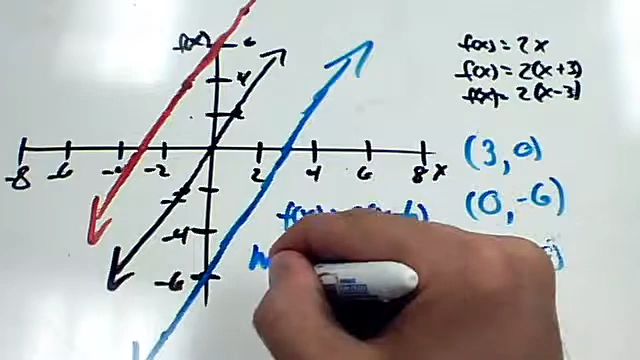 f(x) = 2x
f(x) = 2(x+3)
f(x) = 2(x-3)
(3, 0)
(0, -6)
f(x)
6
4
2
-8 -6 -4 -2 2 4 6 8 x
-2
-4
-6